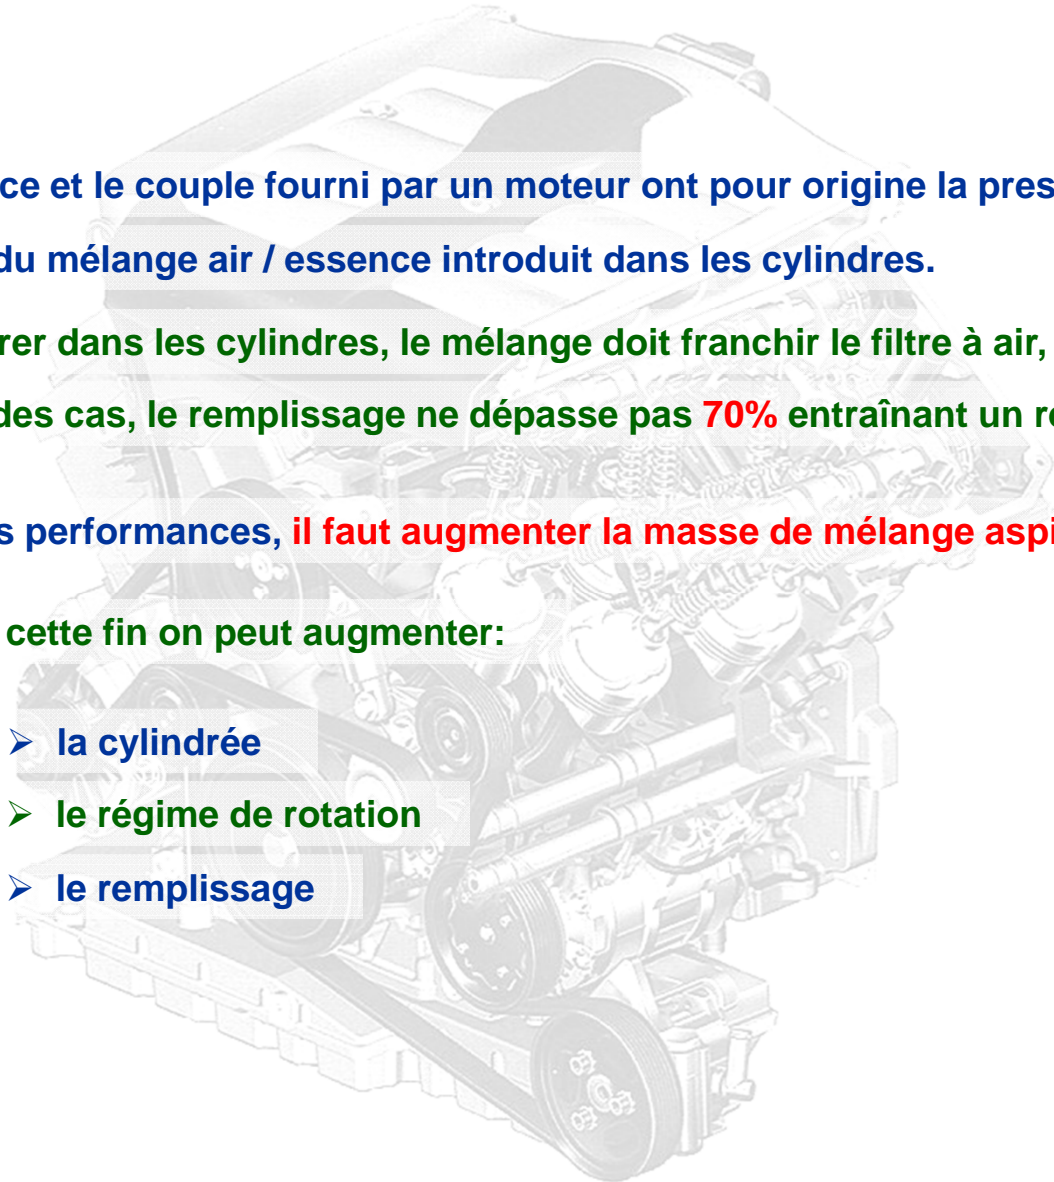 ce et le couple fourni par un moteur ont pour origine la pres
du mélange air / essence introduit dans les cylindres.
rer dans les cylindres, le mélange doit franchir le filtre à air,
des cas, le remplissage ne dépasse pas 70% entraînant un re
s performances, il faut augmenter la masse de mélange aspi
cette fin on peut augmenter:
➢ la cylindrée
➢ le régime de rotation
➢ le remplissage